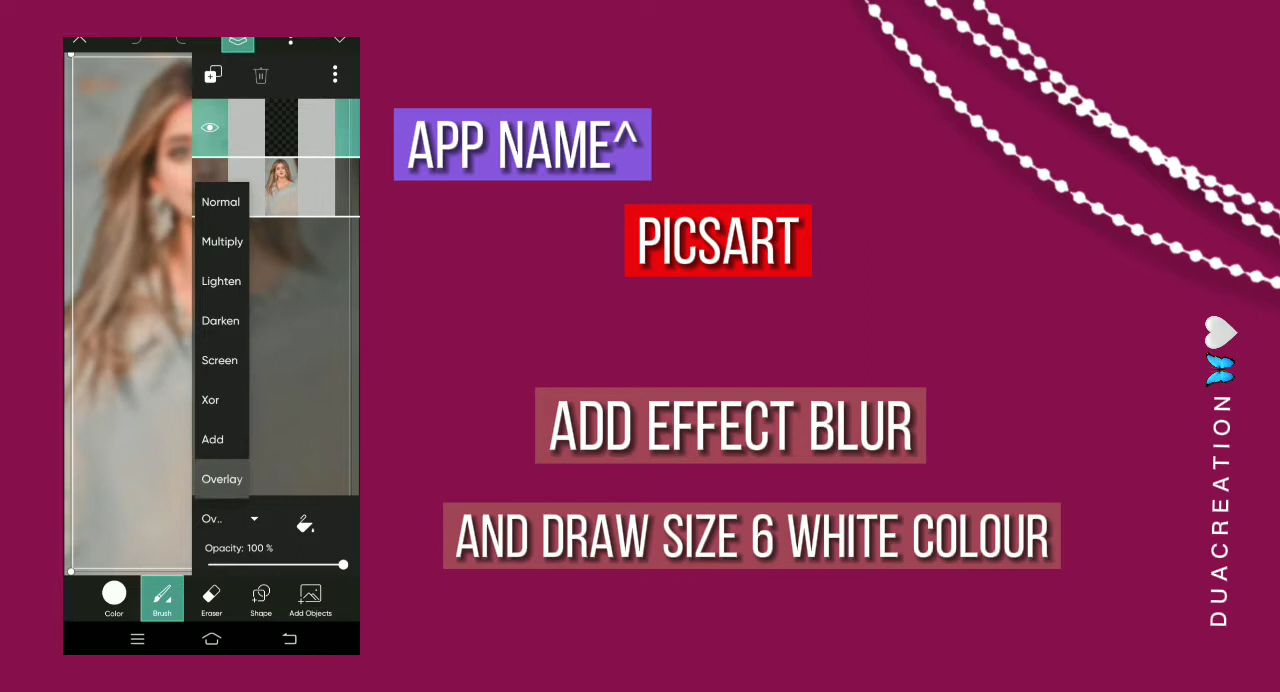 Normal
Multiply
Lighten
Darken
Screen
Xor
Add
Overlay
Ov..
Opacity: 100 %
Color
Brush
Eraser
Shape
Add Objects
APP NAME^
PICSART
ADD EFFECT BLUR
AND DRAW SIZE 6 WHITE COLOUR
DUACREATION🦋🤍